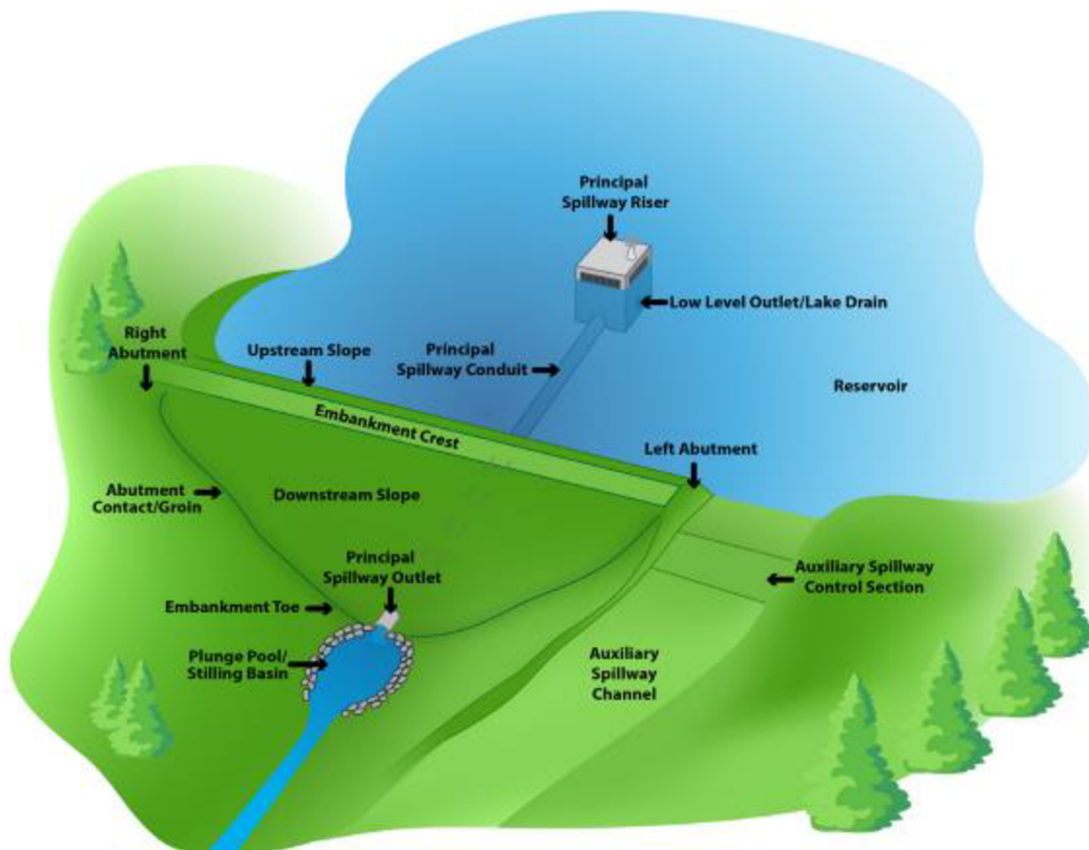 Principal
Spillway Riser
Low Level Outlet/Lake Drain
Right
Abutment
Upstream Slope
Principal
Spillway Conduit
Reservoir
Embankment Crest
Left Abutment
Abutment
Contact/Groin
Downstream Slope
Principal
Spillway Outlet
Auxiliary Spillway
Control Section
Embankment Toe
Plunge Pool/
Stilling Basin
Auxiliary
Spillway
Channel